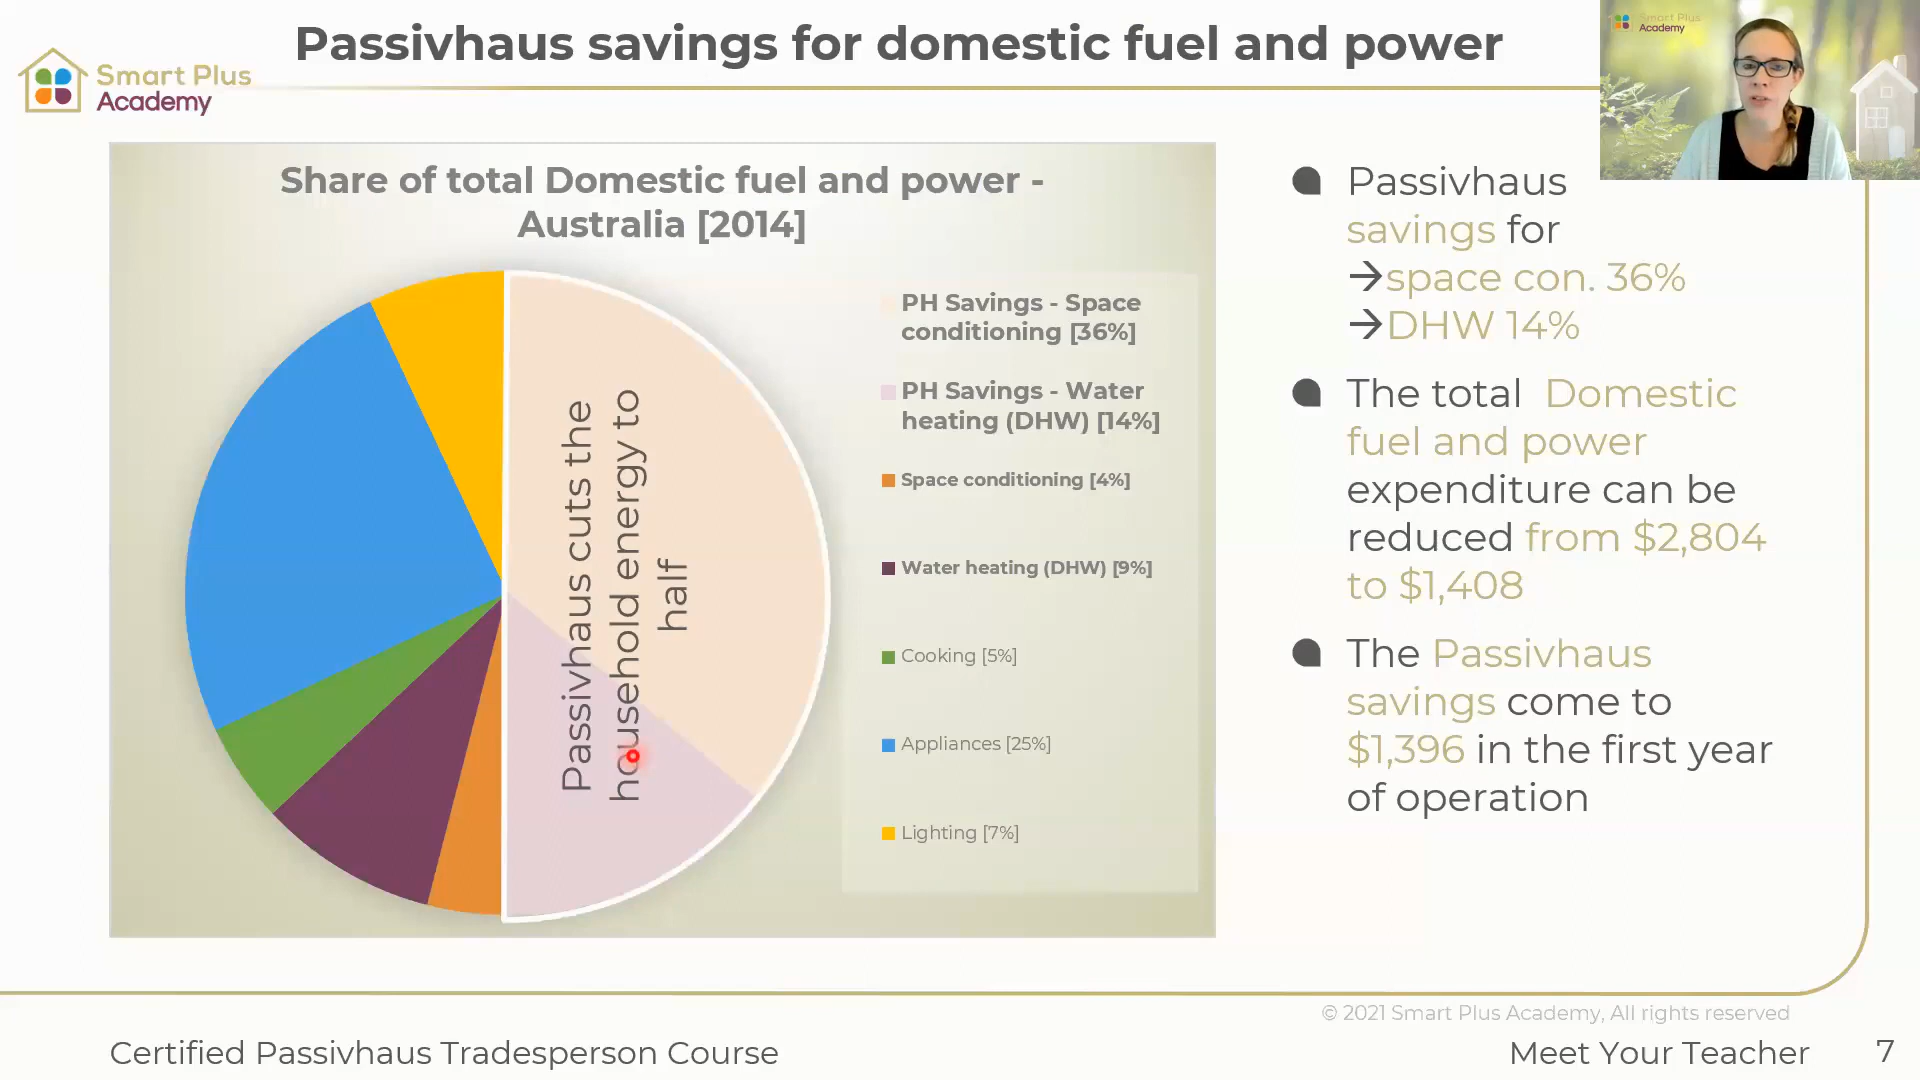 Passivhaus savings for domestic fuel and power
Smart Plus
Academy
Smart Plus
Academy
Share of total Domestic fuel and power -
Australia [2014]
Passivhaus cuts the
household energy to
half
PH Savings - Space
conditioning [36%]
PH Savings - Water
heating (DHW) [14%]
Space conditioning [4%]
Water heating (DHW) [9%]
Cooking [5%]
Appliances [25%]
Lighting [7%]
Passivhaus
savings for
→space con. 36%
→DHW 14%
The total Domestic
fuel and power
expenditure can be
reduced from $2,804
to $1,408
The Passivhaus
savings come to
$1,396 in the first year
of operation
© 2021 Smart Plus Academy, All rights reserved
Certified Passivhaus Tradesperson Course
Meet Your Teacher
7